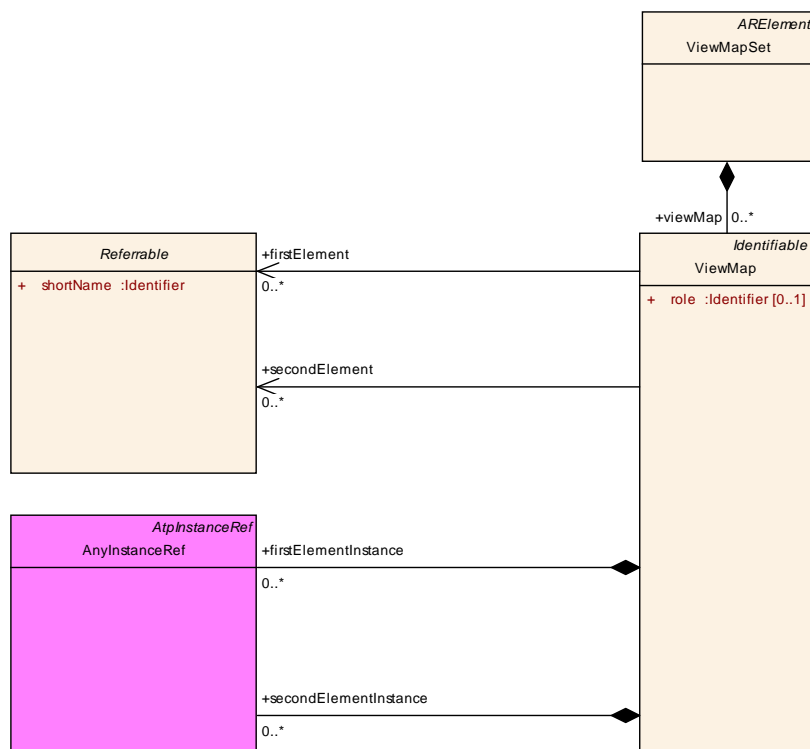 ARElement
ViewMapSet
+viewMap 0..*
Referrable
+ shortName :Identifier
+firstElement
0..*
Identifiable
ViewMap
+ role :Identifier [0..1]
+secondElement
0..*
AtpInstanceRef
AnyInstanceRef
+firstElementInstance
0..*
+secondElementInstance
0..*